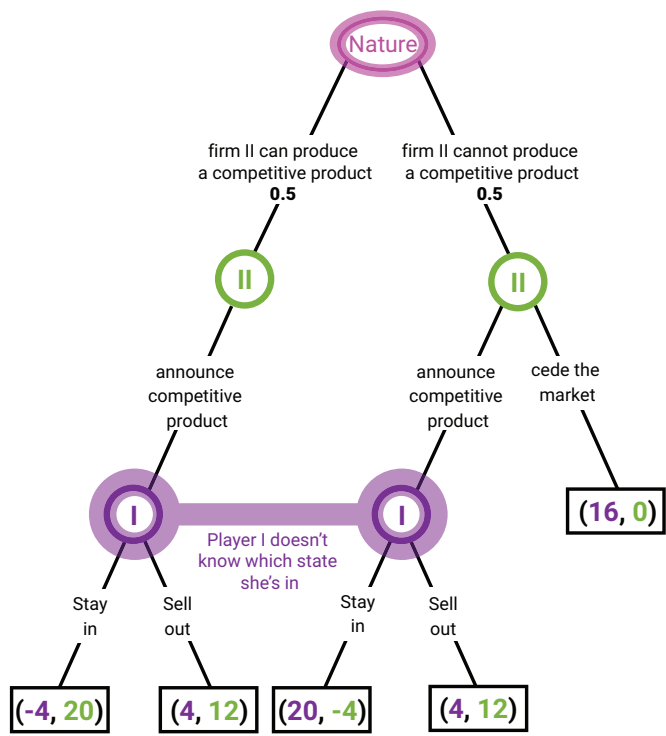 Nature
firm II can produce
a competitive product
0.5
firm II cannot produce
a competitive product
0.5
II
II
announce
competitive
product
announce
competitive
product
cede the
market
(16, 0)
I
I
Player I doesn't
know which state
she's in
Stay
in
Sell
out
Stay
in
Sell
out
(-4, 20)
(4, 12)
(20, -4)
(4, 12)